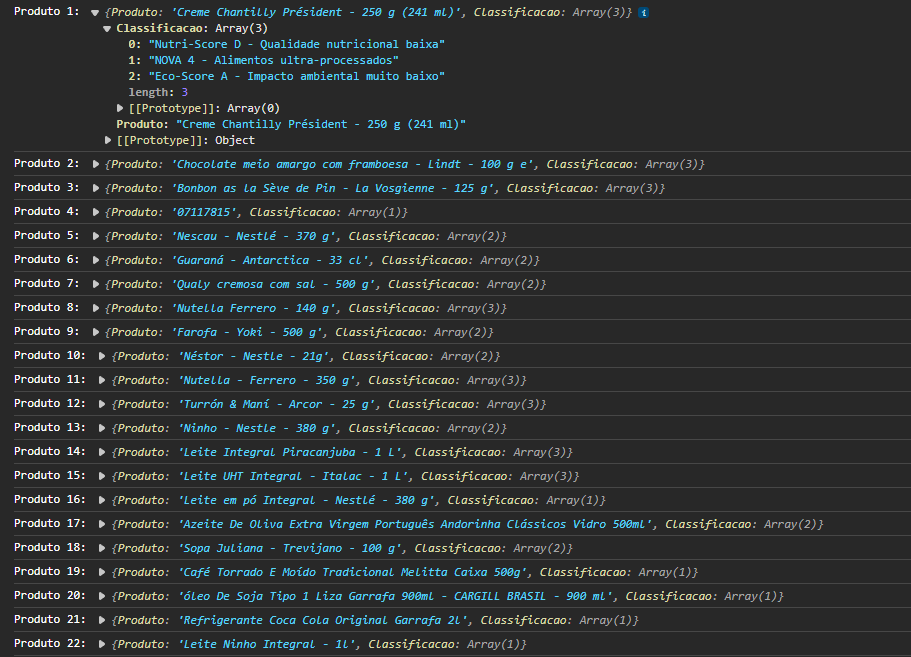 Produto 1: ▼ {Produto: 'Creme Chantilly Président - 250 g (241 ml)', Classificacao: Array(3)} i
▼ Classificacao: Array(3)
0: "Nutri-Score D - Qualidade nutricional baixa"
1: "NOVA 4 - Alimentos ultra-processados"
2: "Eco-Score A - Impacto ambiental muito baixo"
length: 3
▶ [[Prototype]]: Array(0)
Produto: "Creme Chantilly Président - 250 g (241 ml)"
▶ [[Prototype]]: Object
Produto 2: ▶ {Produto: 'Chocolate meio amargo com framboesa - Lindt - 100 g e', Classificacao: Array(3)}
Produto 3: ▶ {Produto: 'Bonbon as la Sève de Pin - La Vosgienne - 125 g', Classificacao: Array(3)}
Produto 4: ▶ {Produto: '07117815', Classificacao: Array(1)}
Produto 5: ▶ {Produto: 'Nescau - Nestlé - 370 g', Classificacao: Array(2)}
Produto 6: ▶ {Produto: 'Guaraná - Antarctica - 33 cl', Classificacao: Array(2)}
Produto 7: ▶ {Produto: 'Qualy cremosa com sal - 500 g', Classificacao: Array(2)}
Produto 8: ▶ {Produto: 'Nutella Ferrero - 140 g', Classificacao: Array(3)}
Produto 9: ▶ {Produto: 'Farofa - Yoki - 500 g', Classificacao: Array(2)}
Produto 10: ▶ {Produto: 'Néstor - Nestle - 21g', Classificacao: Array(2)}
Produto 11: ▶ {Produto: 'Nutella - Ferrero - 350 g', Classificacao: Array(3)}
Produto 12: ▶ {Produto: 'Turrón & Maní - Arcor - 25 g', Classificacao: Array(3)}
Produto 13: ▶ {Produto: 'Ninho - Nestle - 380 g', Classificacao: Array(2)}
Produto 14: ▶ {Produto: 'Leite Integral Piracanjuba - 1 L', Classificacao: Array(3)}
Produto 15: ▶ {Produto: 'Leite UHT Integral - Italac - 1 L', Classificacao: Array(3)}
Produto 16: ▶ {Produto: 'Leite em pó Integral - Nestlé - 380 g', Classificacao: Array(1)}
Produto 17: ▶ {Produto: 'Azeite De Oliva Extra Virgem Português Andorinha Clássicos Vidro 500ml', Classificacao: Array(2)}
Produto 18: ▶ {Produto: 'Sopa Juliana - Trevijano - 100 g', Classificacao: Array(2)}
Produto 19: ▶ {Produto: 'Café Torrado E Moído Tradicional Melitta Caixa 500g', Classificacao: Array(1)}
Produto 20: ▶ {Produto: 'óleo De Soja Tipo 1 Liza Garrafa 900ml - CARGILL BRASIL - 900 ml', Classificacao: Array(1)}
Produto 21: ▶ {Produto: 'Refrigerante Coca Cola Original Garrafa 2l', Classificacao: Array(1)}
Produto 22: ▶ {Produto: 'Leite Ninho Integral - 1l', Classificacao: Array(1)}